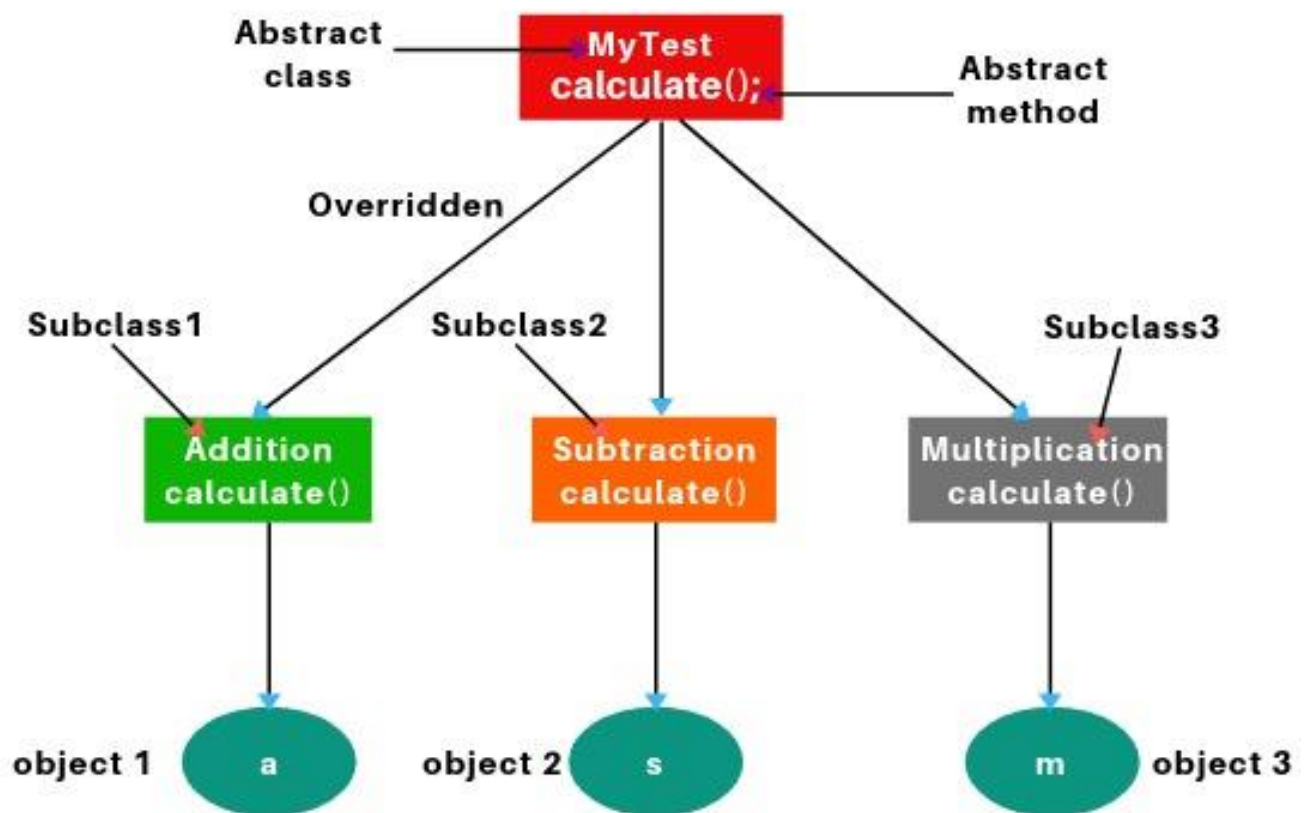 Abstract
class
MyTest
calculate();
Abstract
method
Overridden
Subclass1
Subclass2
Subclass3
Addition
calculate()
Subtraction
calculate()
Multiplication
calculate()
object 1
a
object 2
s
m
object 3